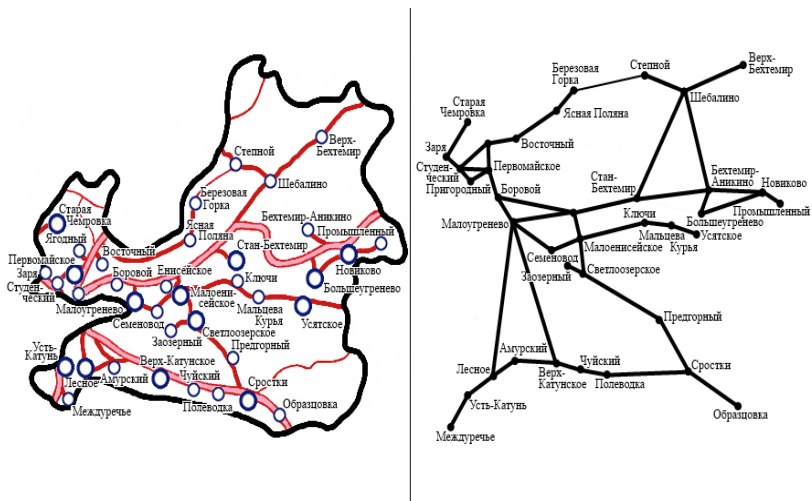 Верх-
Бехтемир
Степной
Шебалино
Березовая
Горка
Старая
Чемровка
Ясная
Поляна
Бехтемир-Аникино
Промышленный
Ягодный
Восточный
Стан-Бехтемир
Первомайское
Заря
Студен-
ческий
Боровой
Енисейское
Ключи
Новиково
Большеугренево
Малоугренево
Малоени-
сейское
Мальцева
Курья
Усятское
Семеновод
Светлоозерское
Заозерный
Предгорный
Усть-
Катунь
Верх-Катунское
Лесное
Амурский
Чуйский
Сростки
Полеводка
Образцовка
Междуречье
Верх-
Бехтемир
Степной
Березовая
Горка
Шебалино
Старая
Чемровка
Ясная Поляна
Восточный
Заря
Студен-
ческий
Первомайское
Пригородный
Боровой
Стан-
Бехтемир
Бехтемир-
Аникино
Новиково
Промышленный
Большеугренево
Малоугренево
Ключи
Мальцева
Курья
Усятское
Малоенисейское
Семеновод
Заозерный
Светлоозерское
Предгорный
Амурский
Лесное
Верх-
Катунское
Чуйский
Полеводка
Сростки
Усть-Катунь
Образцовка
Междуречье